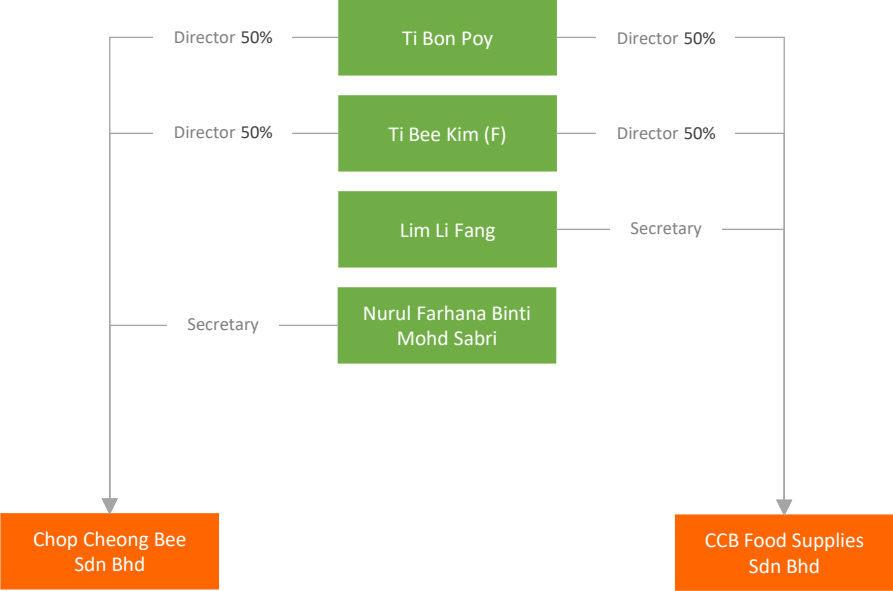 Director 50%
Ti Bon Poy
Director 50%
Director 50%
Ti Bee Kim (F)
Director 50%
Lim Li Fang
Secretary
Secretary
Nurul Farhana Binti
Mohd Sabri
Chop Cheong Bee
Sdn Bhd
CCB Food Supplies
Sdn Bhd